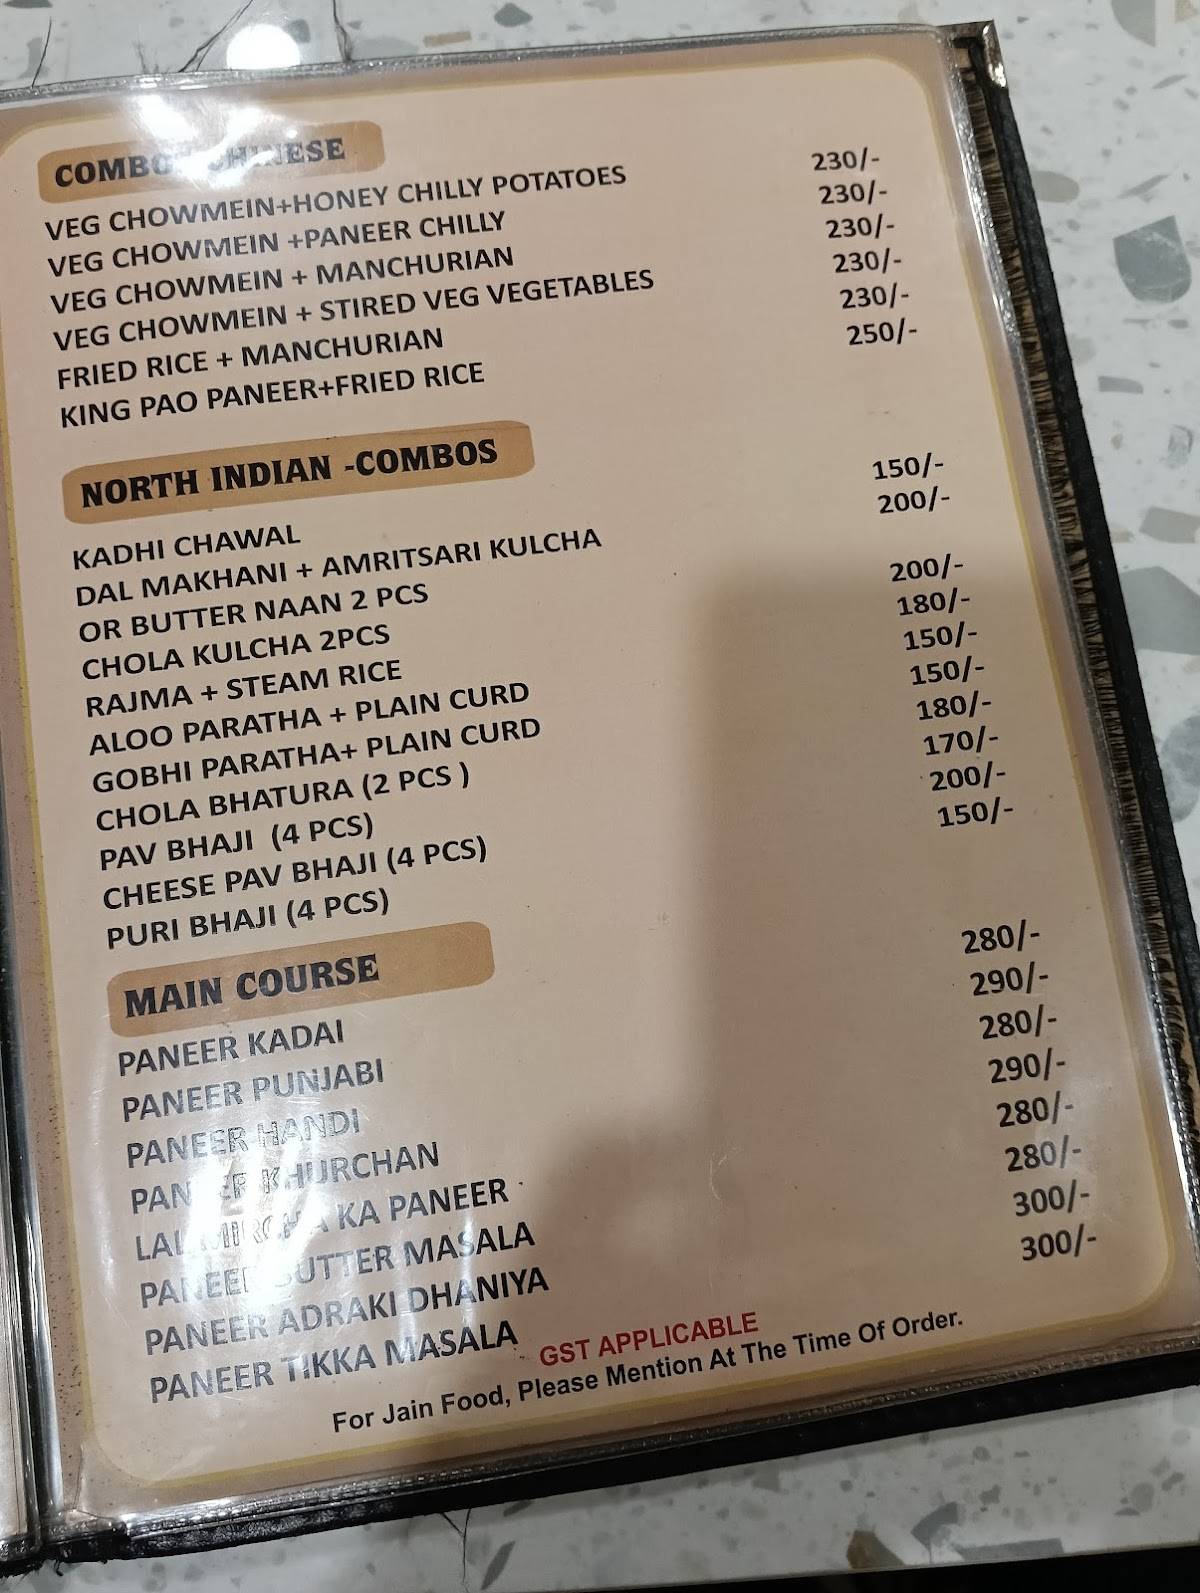 COMBOS CHINESE
VEG CHOWMEIN+HONEY CHILLY POTATOES 230/-
VEG CHOWMEIN +PANEER CHILLY 230/-
VEG CHOWMEIN + MANCHURIAN 230/-
VEG CHOWMEIN + STIRED VEG VEGETABLES 230/-
FRIED RICE + MANCHURIAN 230/-
KING PAO PANEER+FRIED RICE 250/-
NORTH INDIAN -COMBOS
KADHI CHAWAL 150/-
DAL MAKHANI + AMRITSARI KULCHA 200/-
OR BUTTER NAAN 2 PCS
CHOLA KULCHA 2PCS 200/-
RAJMA + STEAM RICE 180/-
ALOO PARATHA + PLAIN CURD 150/-
GOBHI PARATHA+ PLAIN CURD 150/-
CHOLA BHATURA (2 PCS ) 180/-
PAV BHAJI (4 PCS) 170/-
CHEESE PAV BHAJI (4 PCS) 200/-
PURI BHAJI (4 PCS) 150/-
MAIN COURSE
PANEER KADAI 280/-
PANEER PUNJABI 290/-
PANEER HANDI 280/-
PANEER KHURCHAN 290/-
LAL MIRCHA KA PANEER 280/-
PANEER BUTTER MASALA 280/-
PANEER ADRAKI DHANIYA 300/-
PANEER TIKKA MASALA 300/-
GST APPLICABLE
For Jain Food, Please Mention At The Time Of Order.